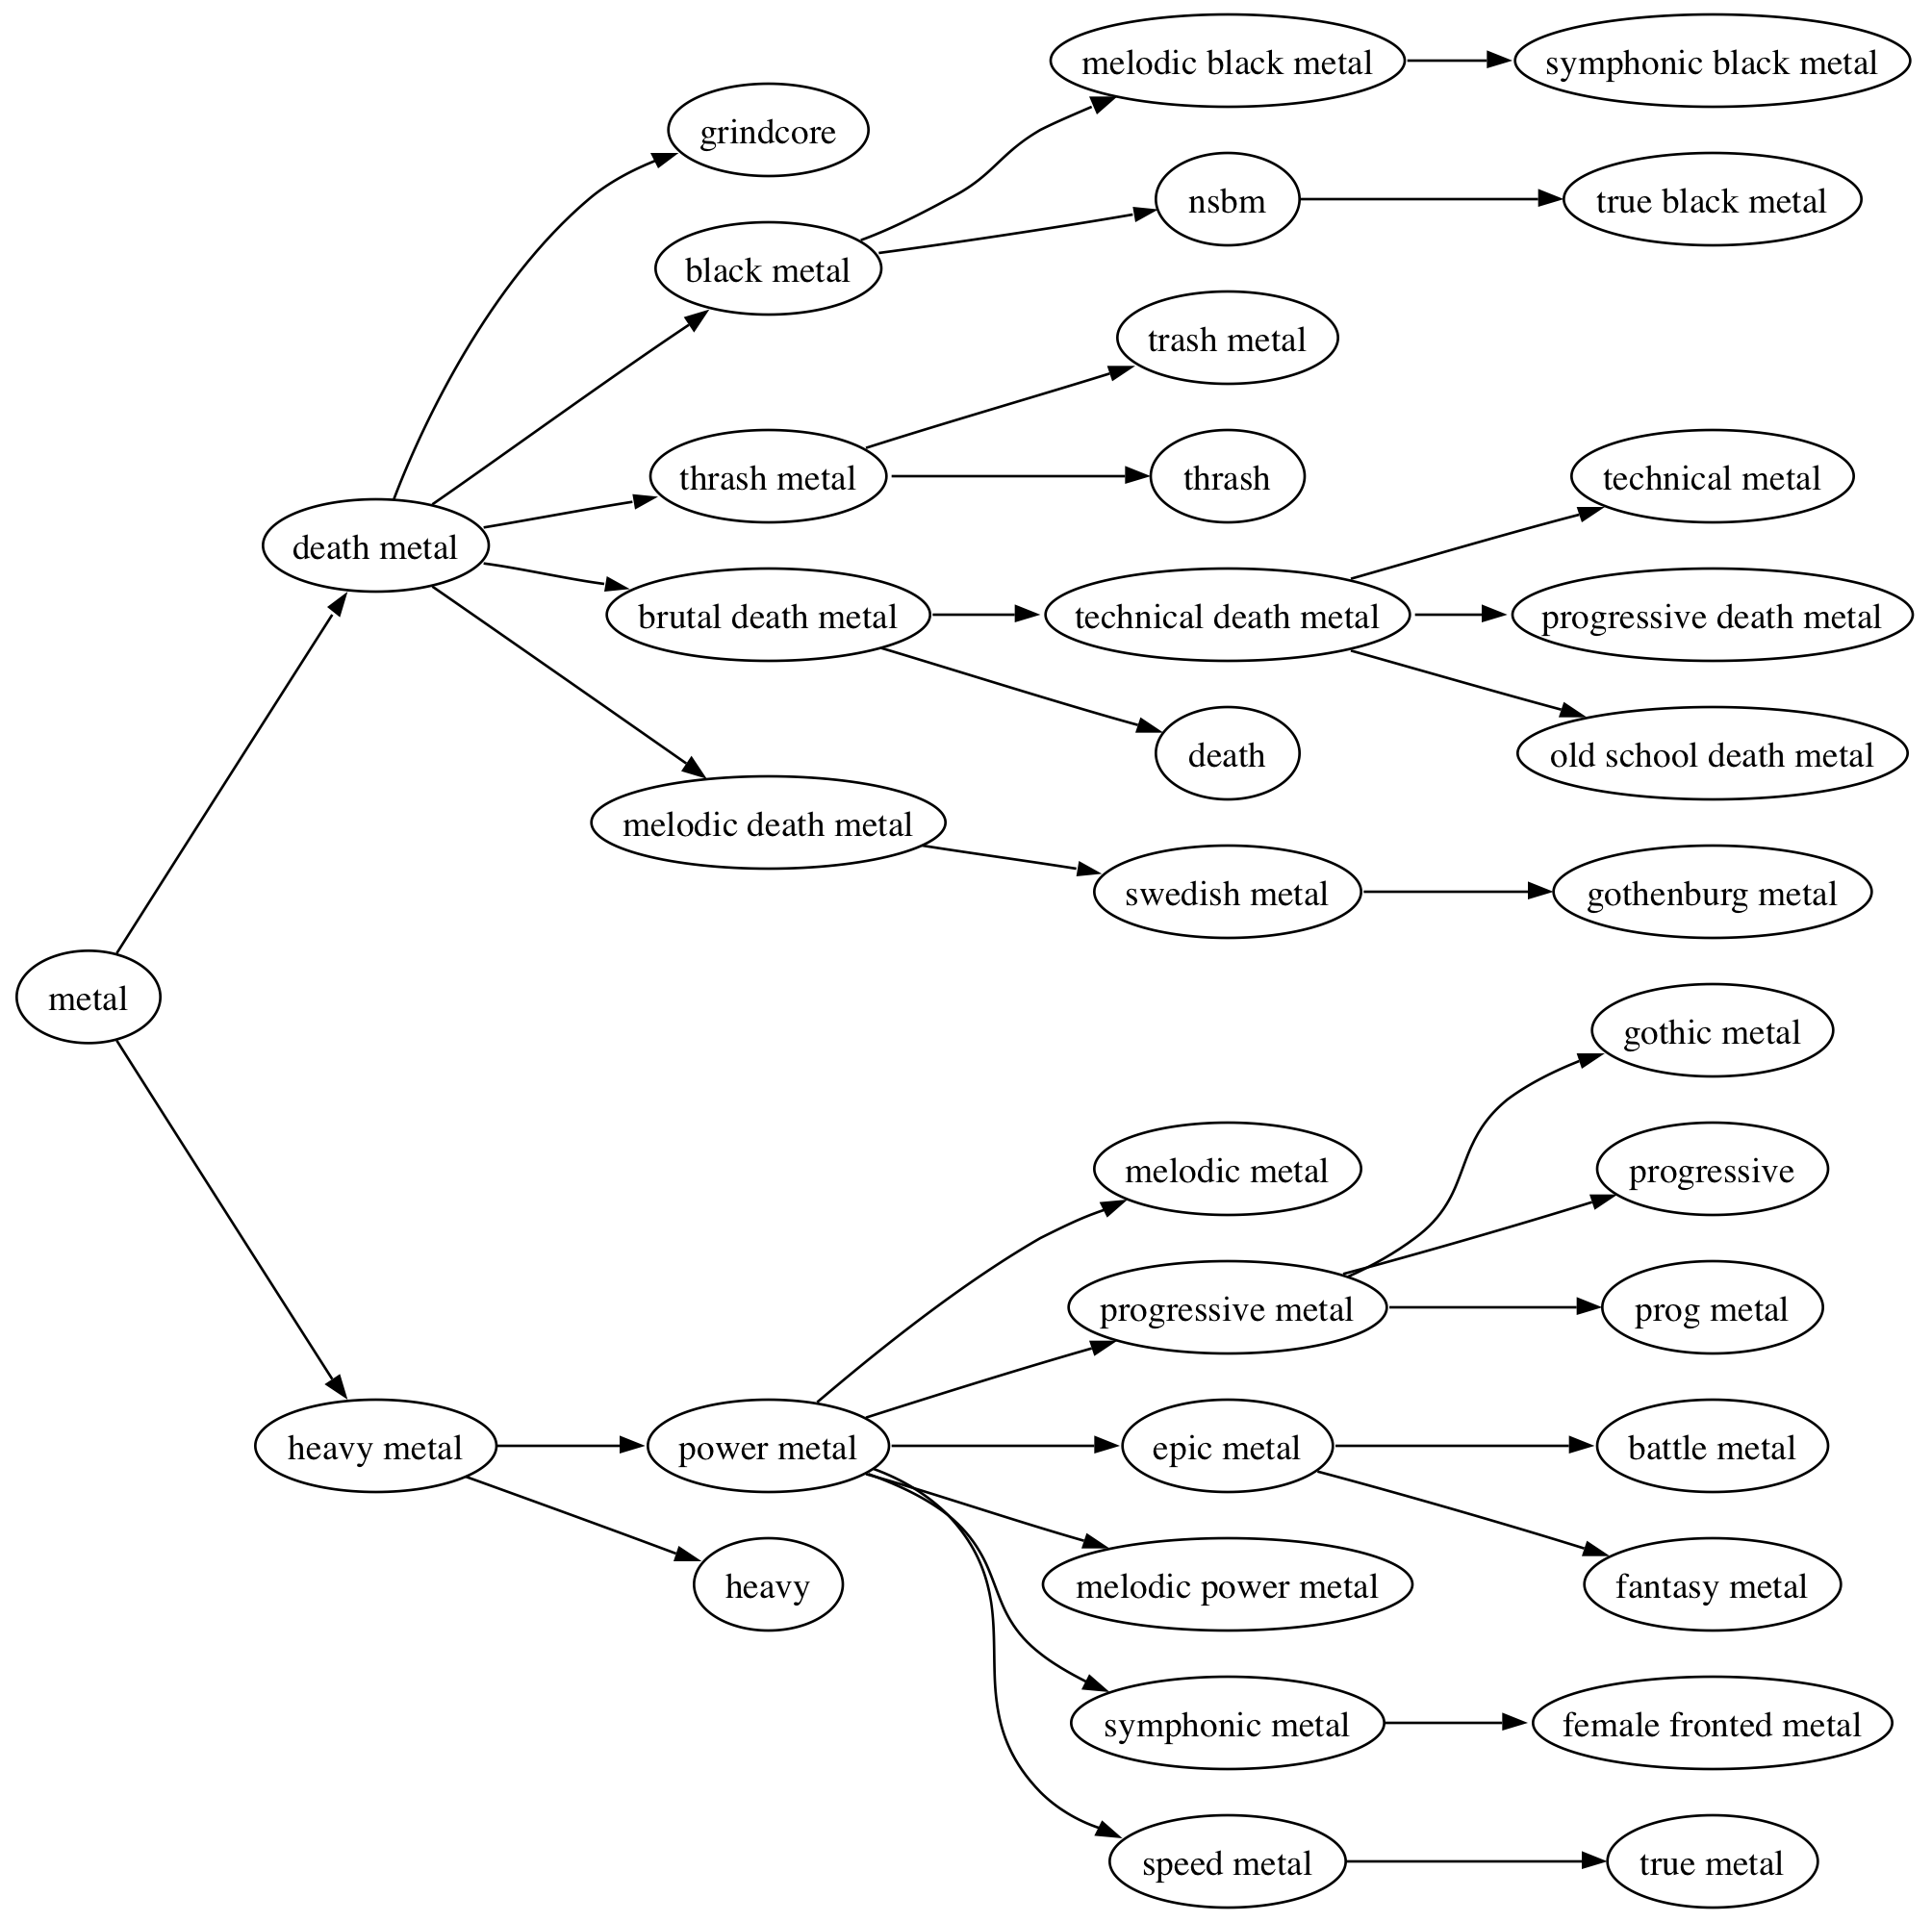 melodic black metal
symphonic black metal
grindcore
nsbm
true black metal
black metal
trash metal
thrash metal
thrash
technical metal
death metal
brutal death metal
technical death metal
progressive death metal
death
old school death metal
melodic death metal
swedish metal
gothenburg metal
metal
gothic metal
melodic metal
progressive
progressive metal
prog metal
heavy metal
power metal
epic metal
battle metal
heavy
melodic power metal
fantasy metal
symphonic metal
female fronted metal
speed metal
true metal